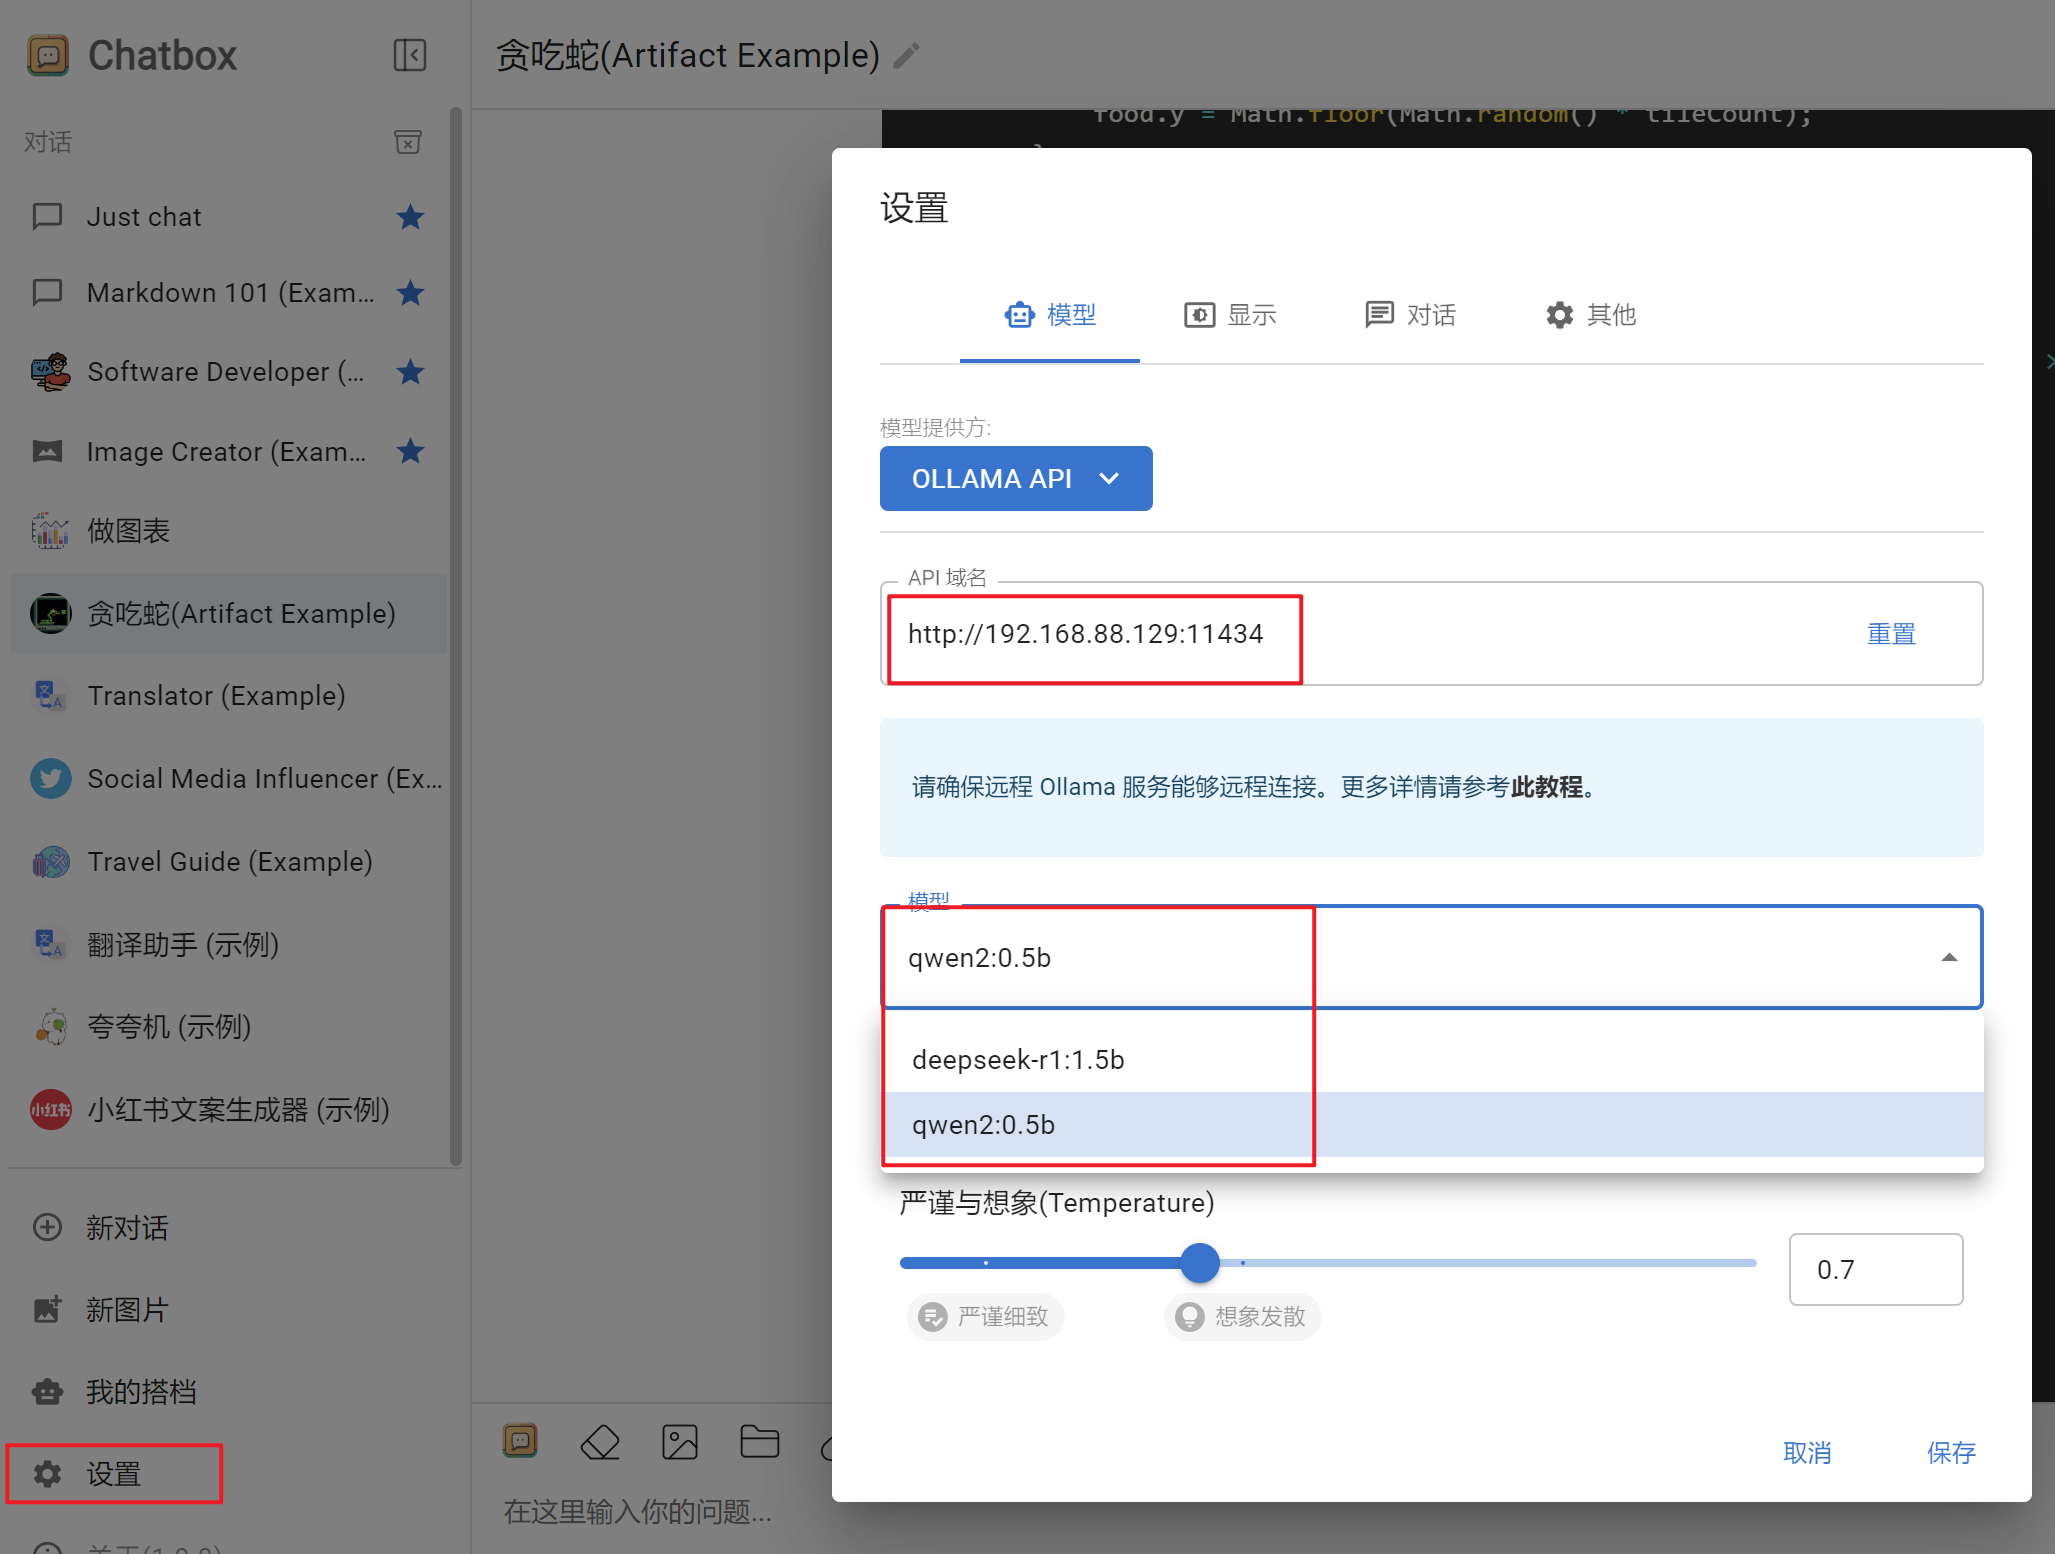 Chatbox
对话
Just chat
Markdown 101 (Exam...
Software Developer (...
Image Creator (Exam...
做图表
贪吃蛇(Artifact Example)
Translator (Example)
Social Media Influencer (Ex...
Travel Guide (Example)
翻译助手 (示例)
夸夸机 (示例)
小红书
小红书文案生成器 (示例)
新对话
新图片
我的搭档
设置
贪吃蛇(Artifact Example)
food.y = Math.floor(Math.random() * tileCount);
}
设置
模型
显示
对话
其他
模型提供方:
OLLAMA API
API 域名
http://192.168.88.129:11434
重置
请确保远程 Ollama 服务能够远程连接。更多详情请参考此教程。
模型
qwen2:0.5b
deepseek-r1:1.5b
qwen2:0.5b
严谨与想象(Temperature)
0.7
严谨细致
想象发散
取消
保存
在这里输入你的问题...